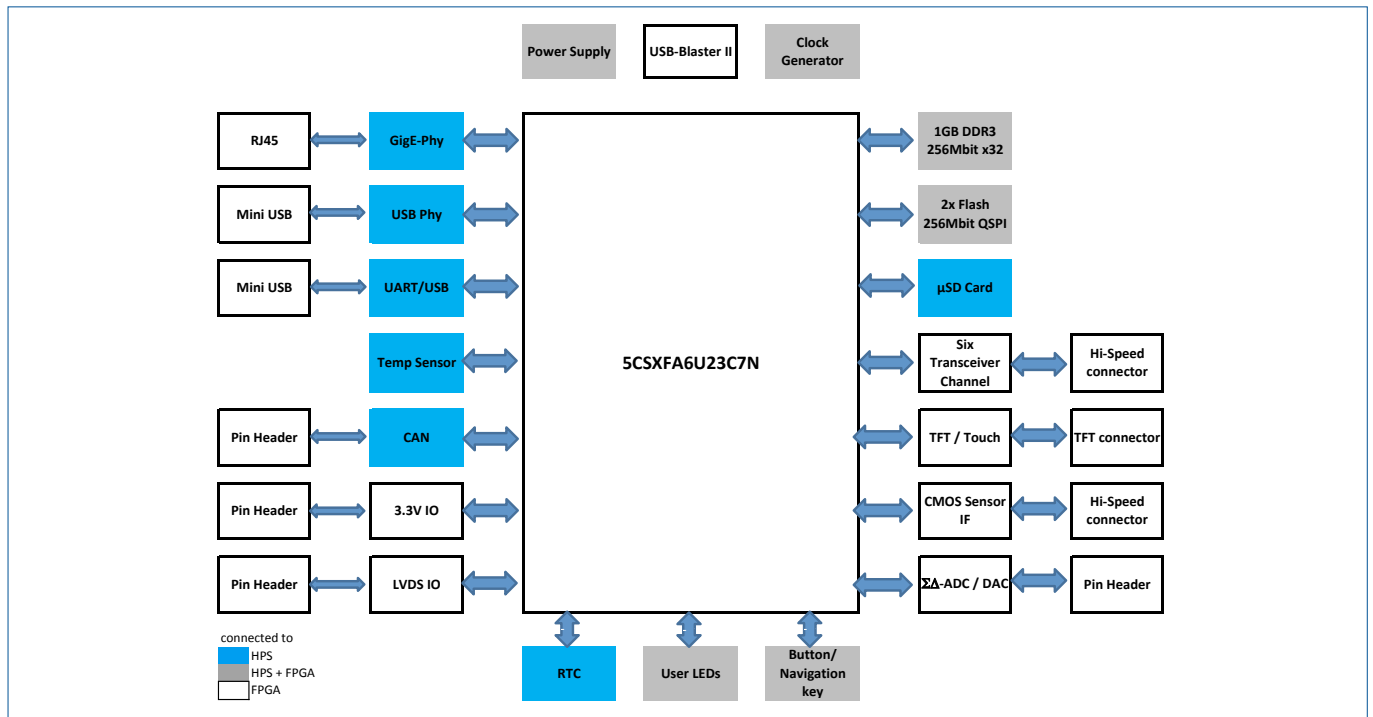 Power Supply
USB-Blaster II
Clock
Generator
RJ45
GigE-Phy
1GB DDR3
256Mbit x32
Mini USB
USB Phy
2x Flash
256Mbit QSPI
Mini USB
UART/USB
µSD Card
Temp Sensor
5CSXFA6U23C7N
Six
Transceiver
Channel
Hi-Speed
connector
Pin Header
CAN
TFT / Touch
TFT connector
Pin Header
3.3V IO
CMOS Sensor
IF
Hi-Speed
connector
Pin Header
LVDS IO
ΣΔ-ADC / DAC
Pin Header
connected to
HPS
HPS + FPGA
FPGA
RTC
User LEDs
Button/
Navigation
key